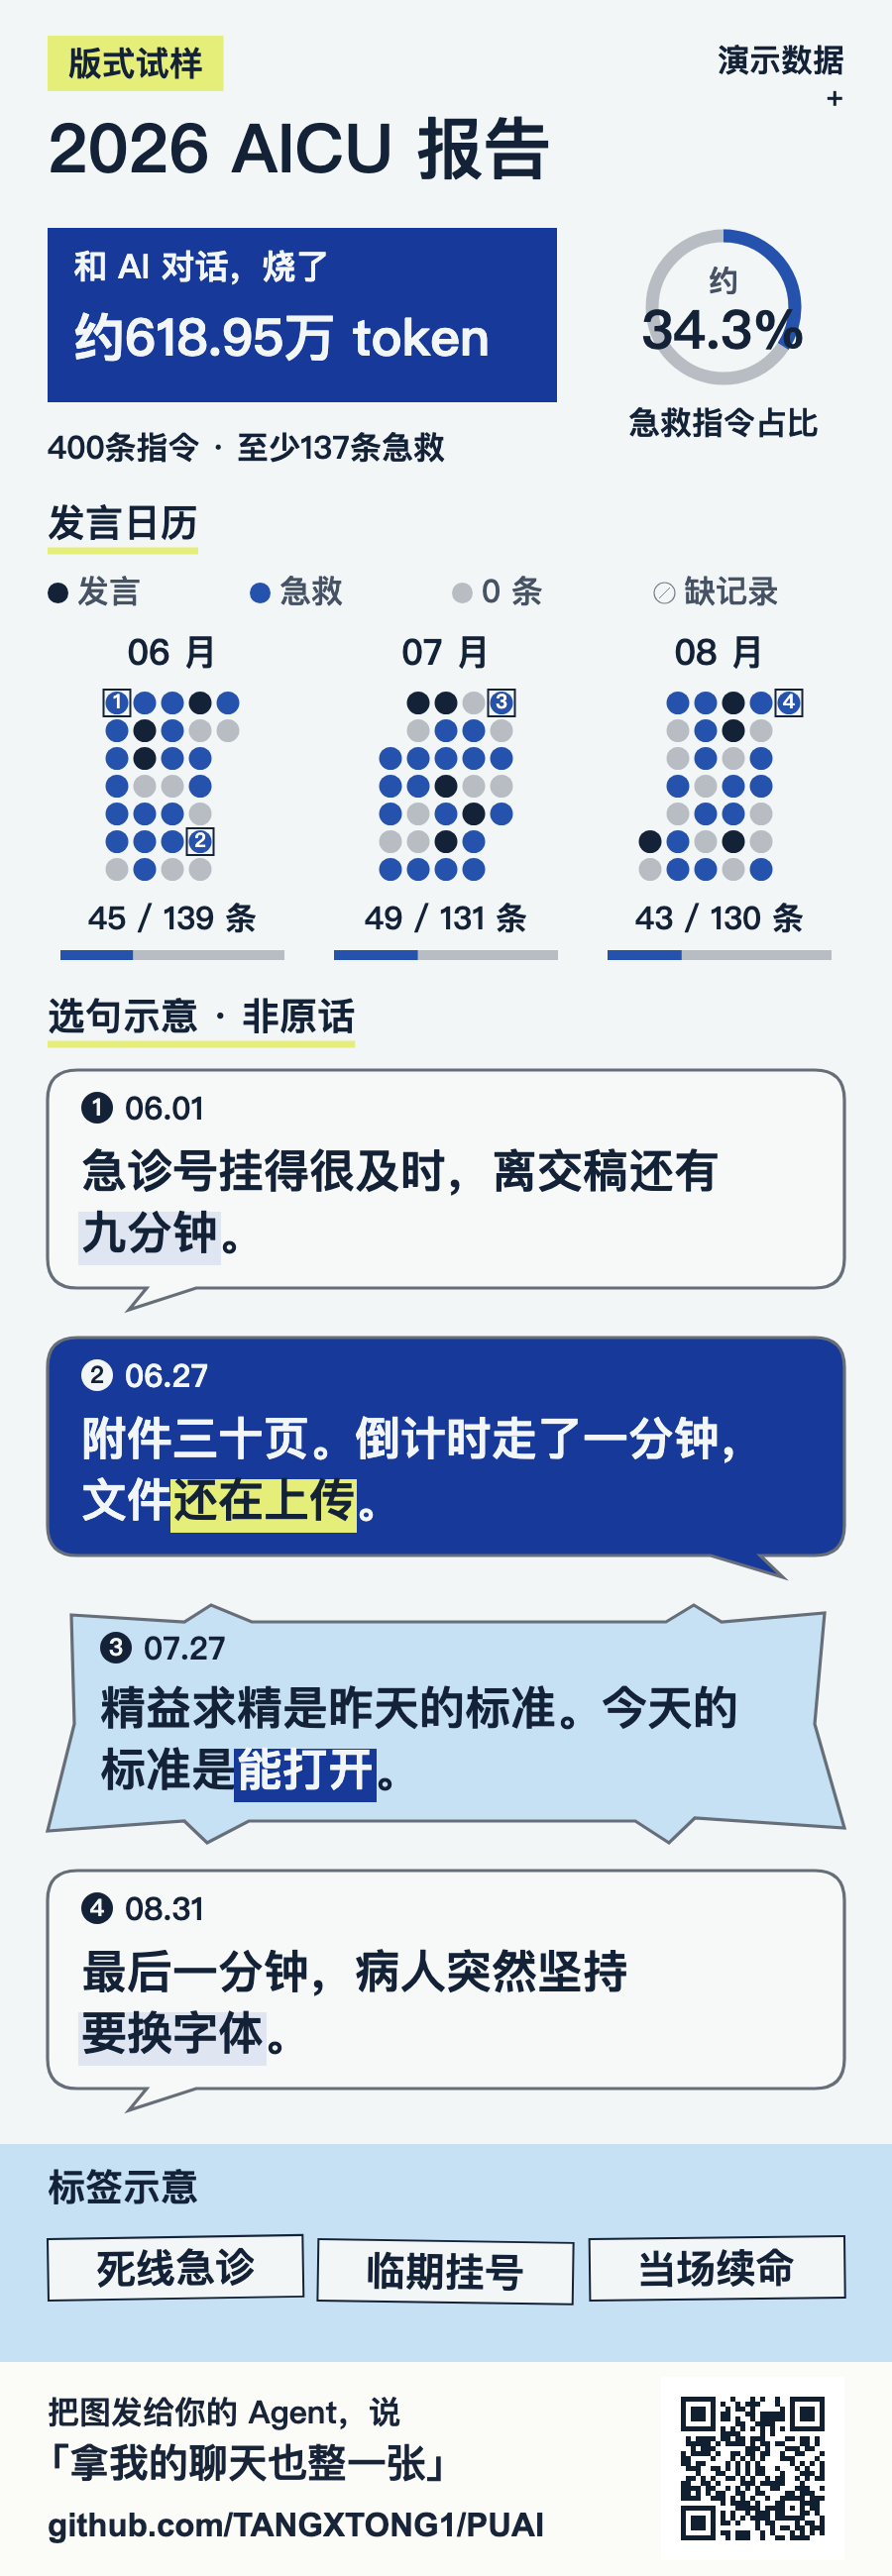 版式试样
演示数据
+
2026 AICU 报告
和 AI 对话，烧了
约618.95万 token
约
34.3%
急救指令占比
400条指令 · 至少137条急救
发言日历
发言
急救
0 条
缺记录
06 月
07 月
08 月
1
3
4
2
45 / 139 条
49 / 131 条
43 / 130 条
选句示意 · 非原话
1 06.01
急诊号挂得很及时，离交稿还有
九分钟。
2 06.27
附件三十页。倒计时走了一分钟，
文件还在上传。
3 07.27
精益求精是昨天的标准。今天的
标准是能打开。
4 08.31
最后一分钟，病人突然坚持
要换字体。
标签示意
死线急诊
临期挂号
当场续命
把图发给你的 Agent，说
「拿我的聊天也整一张」
github.com/TANGXTONG1/PUAI